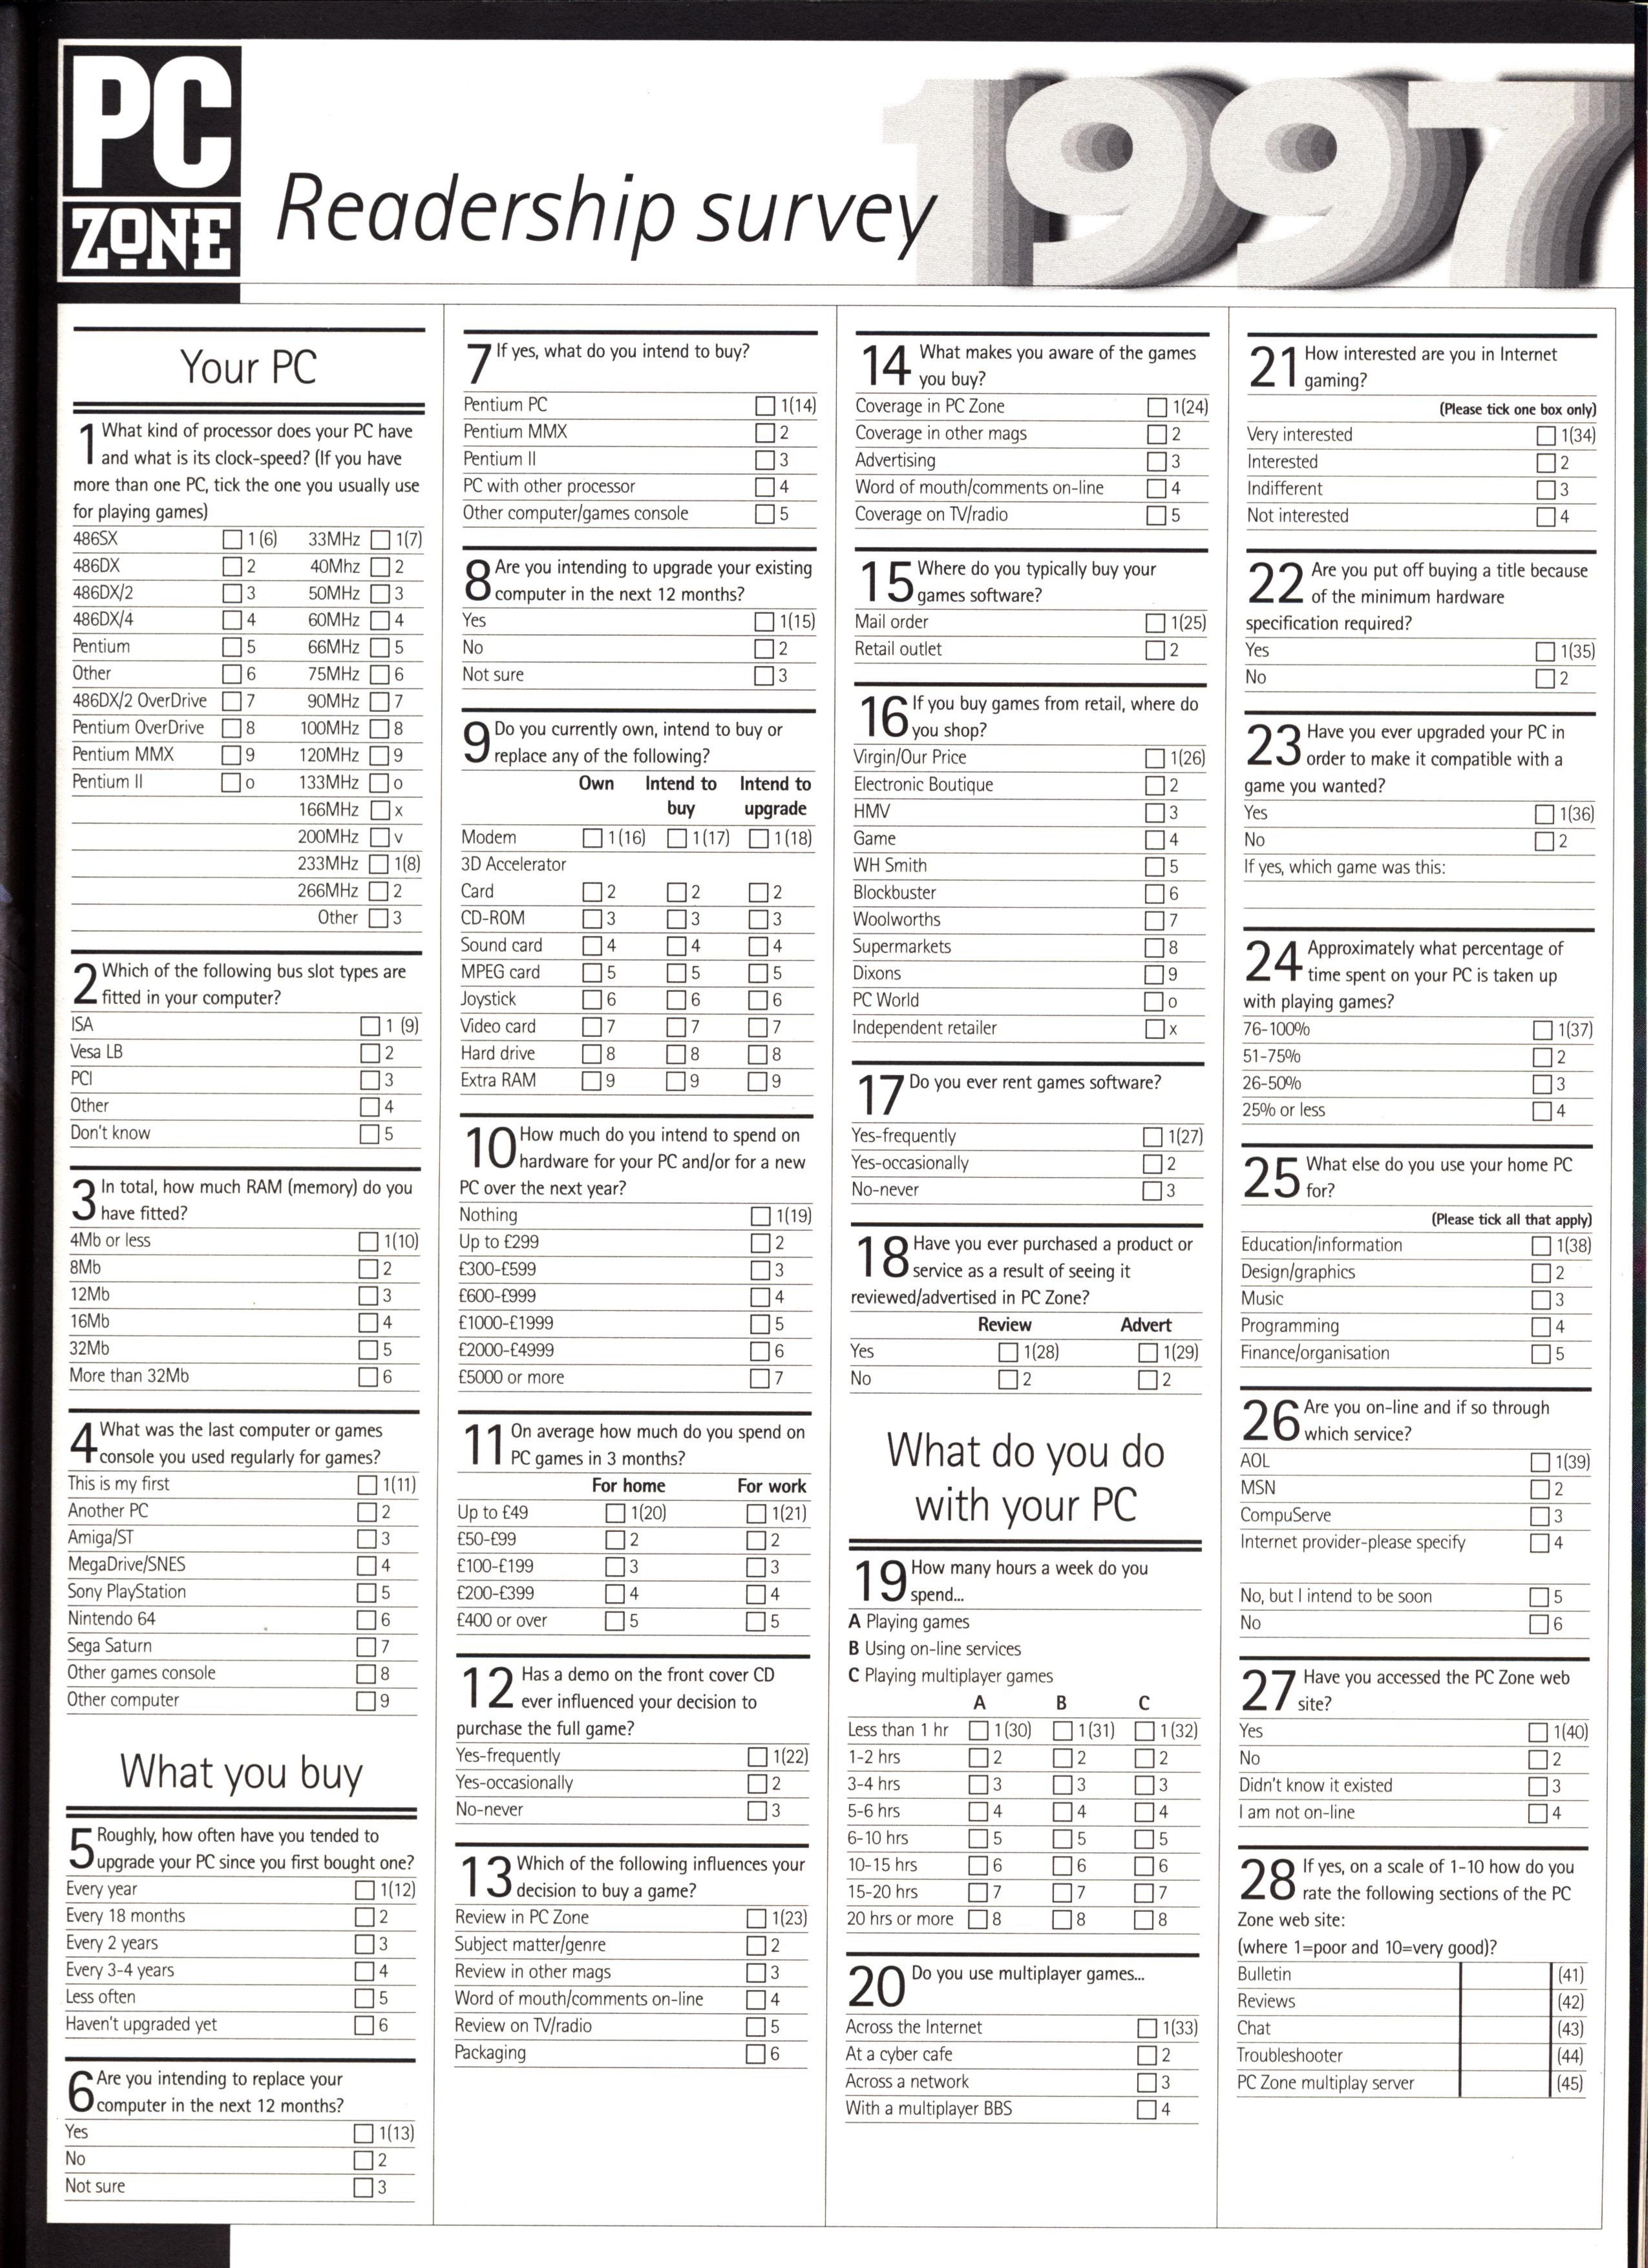 PC
ZONE
Readership survey
1997
Your PC
1 What kind of processor does your PC have
and what is its clock-speed? (If you have
more than one PC, tick the one you usually use
for playing games)
486SX 1 (6) 33MHz 1(7)
486DX 2 40Mhz 2
486DX/2 3 50MHz 3
486DX/4 4 60MHz 4
Pentium 5 66MHz 5
Other 6 75MHz 6
486DX/2 OverDrive 7 90MHz 7
Pentium OverDrive 8 100MHz 8
Pentium MMX 9 120MHz 9
Pentium II o 133MHz o
166MHz x
200MHz v
233MHz 1(8)
266MHz 2
Other 3
2 Which of the following bus slot types are
fitted in your computer?
ISA 1 (9)
Vesa LB 2
PCI 3
Other 4
Don't know 5
3 In total, how much RAM (memory) do you
have fitted?
4Mb or less 1(10)
8Mb 2
12Mb 3
16Mb 4
32Mb 5
More than 32Mb 6
4 What was the last computer or games
console you used regularly for games?
This is my first 1(11)
Another PC 2
Amiga/ST 3
MegaDrive/SNES 4
Sony PlayStation 5
Nintendo 64 6
Sega Saturn 7
Other games console 8
Other computer 9
What you buy
5 Roughly, how often have you tended to
upgrade your PC since you first bought one?
Every year 1(12)
Every 18 months 2
Every 2 years 3
Every 3-4 years 4
Less often 5
Haven't upgraded yet 6
6 Are you intending to replace your
computer in the next 12 months?
Yes 1(13)
No 2
Not sure 3
7 If yes, what do you intend to buy?
Pentium PC 1(14)
Pentium MMX 2
Pentium II 3
PC with other processor 4
Other computer/games console 5
8 Are you intending to upgrade your existing
computer in the next 12 months?
Yes 1(15)
No 2
Not sure 3
9 Do you currently own, intend to buy or
replace any of the following?
Own Intend to Intend to
buy upgrade
Modem 1(16) 1(17) 1(18)
3D Accelerator
Card 2 2 2
CD-ROM 3 3 3
Sound card 4 4 4
MPEG card 5 5 5
Joystick 6 6 6
Video card 7 7 7
Hard drive 8 8 8
Extra RAM 9 9 9
10 How much do you intend to spend on
hardware for your PC and/or for a new
PC over the next year?
Nothing 1(19)
Up to £299 2
£300-£599 3
£600-£999 4
£1000-£1999 5
£2000-£4999 6
£5000 or more 7
11 On average how much do you spend on
PC games in 3 months?
For home For work
Up to £49 1(20) 1(21)
£50-£99 2 2
£100-£199 3 3
£200-£399 4 4
£400 or over 5 5
12 Has a demo on the front cover CD
ever influenced your decision to
purchase the full game?
Yes-frequently 1(22)
Yes-occasionally 2
No-never 3
13 Which of the following influences your
decision to buy a game?
Review in PC Zone 1(23)
Subject matter/genre 2
Review in other mags 3
Word of mouth/comments on-line 4
Review on TV/radio 5
Packaging 6
14 What makes you aware of the games
you buy?
Coverage in PC Zone 1(24)
Coverage in other mags 2
Advertising 3
Word of mouth/comments on-line 4
Coverage on TV/radio 5
15 Where do you typically buy your
games software?
Mail order 1(25)
Retail outlet 2
16 If you buy games from retail, where do
you shop?
Virgin/Our Price 1(26)
Electronic Boutique 2
HMV 3
Game 4
WH Smith 5
Blockbuster 6
Woolworths 7
Supermarkets 8
Dixons 9
PC World o
Independent retailer x
17 Do you ever rent games software?
Yes-frequently 1(27)
Yes-occasionally 2
No-never 3
18 Have you ever purchased a product or
service as a result of seeing it
reviewed/advertised in PC Zone?
Review Advert
Yes 1(28) 1(29)
No 2 2
What do you do
with your PC
19 How many hours a week do you
spend...
A Playing games
B Using on-line services
C Playing multiplayer games
A B C
Less than 1 hr 1(30) 1(31) 1(32)
1-2 hrs 2 2 2
3-4 hrs 3 3 3
5-6 hrs 4 4 4
6-10 hrs 5 5 5
10-15 hrs 6 6 6
15-20 hrs 7 7 7
20 hrs or more 8 8 8
20 Do you use multiplayer games...
Across the Internet 1(33)
At a cyber cafe 2
Across a network 3
With a multiplayer BBS 4
21 How interested are you in Internet
gaming?
(Please tick one box only)
Very interested 1(34)
Interested 2
Indifferent 3
Not interested 4
22 Are you put off buying a title because
of the minimum hardware
specification required?
Yes 1(35)
No 2
23 Have you ever upgraded your PC in
order to make it compatible with a
game you wanted?
Yes 1(36)
No 2
If yes, which game was this:
24 Approximately what percentage of
time spent on your PC is taken up
with playing games?
76-100% 1(37)
51-75% 2
26-50% 3
25% or less 4
25 What else do you use your home PC
for?
(Please tick all that apply)
Education/information 1(38)
Design/graphics 2
Music 3
Programming 4
Finance/organisation 5
26 Are you on-line and if so through
which service?
AOL 1(39)
MSN 2
CompuServe 3
Internet provider-please specify 4
No, but I intend to be soon 5
No 6
27 Have you accessed the PC Zone web
site?
Yes 1(40)
No 2
Didn't know it existed 3
I am not on-line 4
28 If yes, on a scale of 1-10 how do you
rate the following sections of the PC
Zone web site:
(where 1=poor and 10=very good)?
Bulletin (41)
Reviews (42)
Chat (43)
Troubleshooter (44)
PC Zone multiplay server (45)